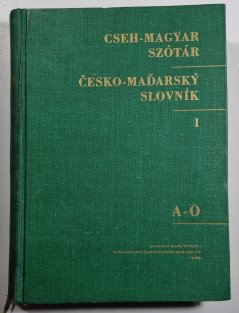 CSEH-MAGYAR
SZÓTÁR
ČESKO-MAĎARSKÝ
SLOVNÍK
I
A-O